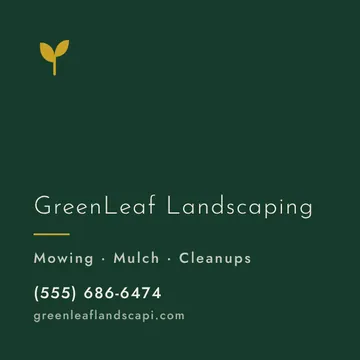 GreenLeaf Landscaping
Mowing · Mulch · Cleanups
(555) 686-6474
greenleaflandscapi.com